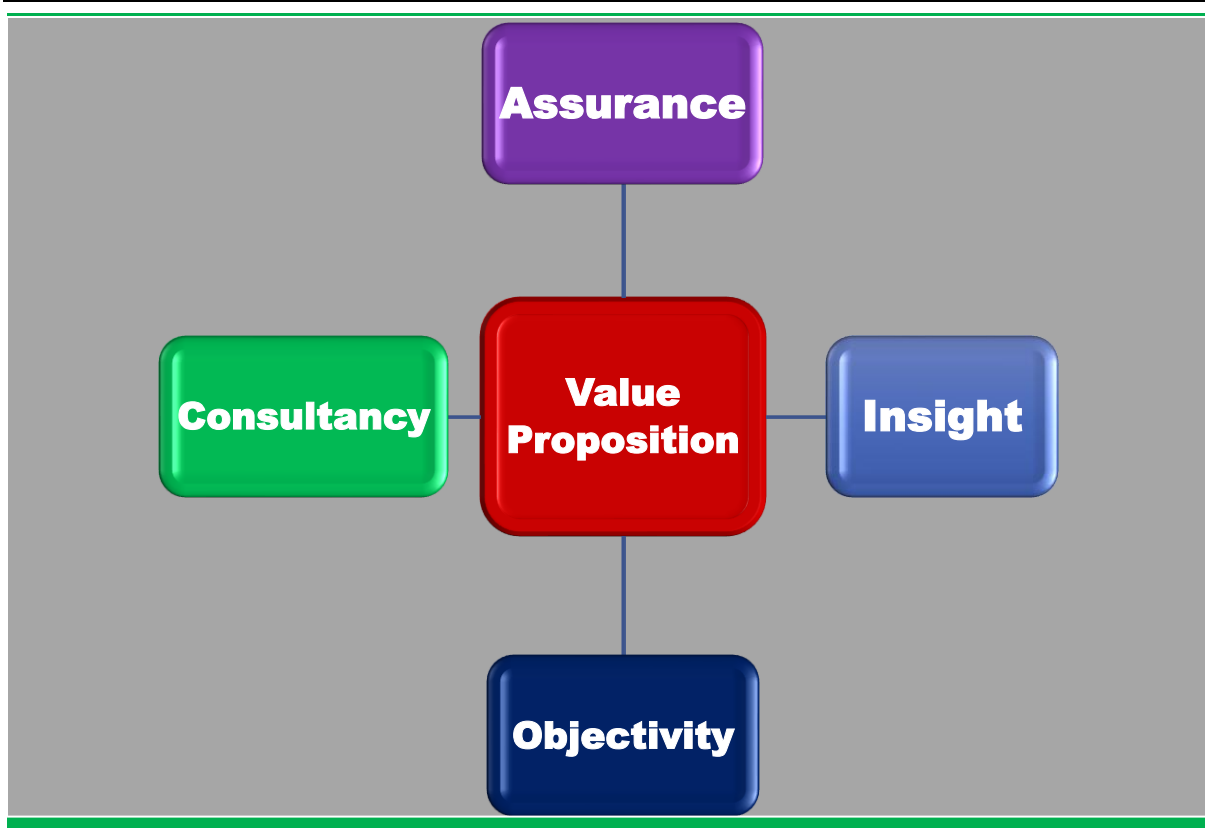 Assurance
Consultancy
Value
Proposition
Insight
Objectivity